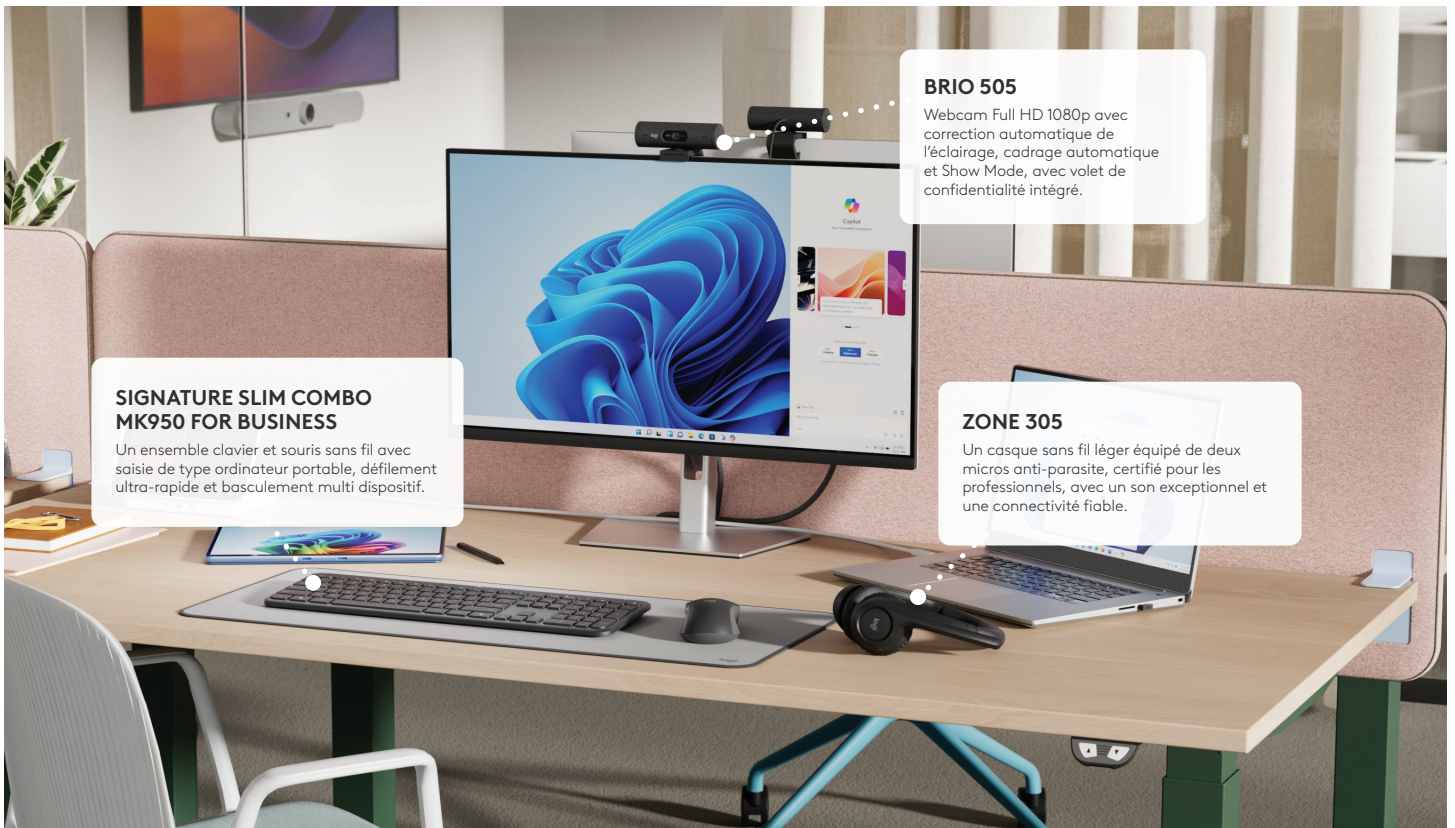 BRIO 505
Webcam Full HD 1080p avec
correction automatique de
l'éclairage, cadrage automatique
et Show Mode, avec volet de
confidentialité intégré.
logi
Copilot
SIGNATURE SLIM COMBO
MK950 FOR BUSINESS
Un ensemble clavier et souris sans fil avec
saisie de type ordinateur portable, défilement
ultra-rapide et basculement multi dispositif.
ZONE 305
Un casque sans fil léger équipé de deux
micros anti-parasite, certifié pour les
professionnels, avec un son exceptionnel et
une connectivité fiable.
logi